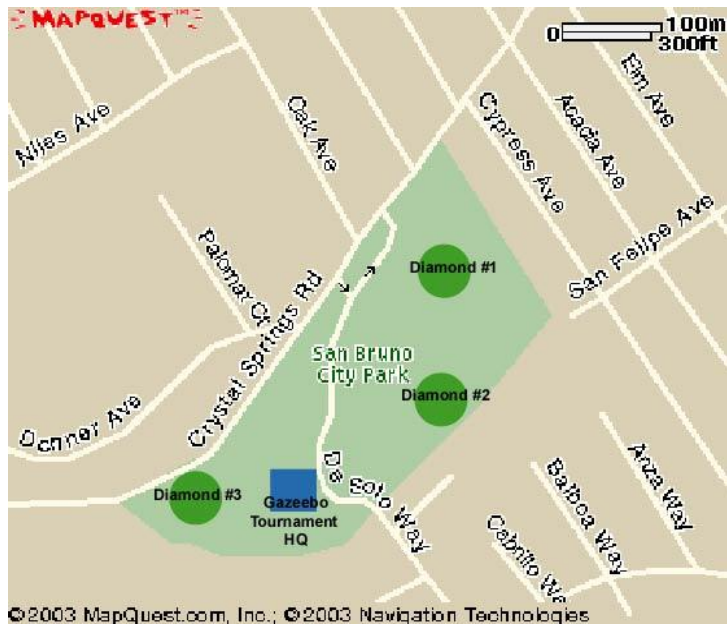 MAPQUEST™
0 100m
300ft
Niles Ave
Oak Ave
Cypress Ave
Acacia Ave
Elm Ave
San Felipe Ave
Palomar Ct
Crystal Springs Rd
Donner Ave
Diamond #1
San Bruno
City Park
Diamond #2
Diamond #3
Gazeebo
Tournament
HQ
De Soto Way
Cabrillo Wa
Balboa Way
Anza Way
©2003 MapQuest.com, Inc.; ©2003 Navigation Technologies